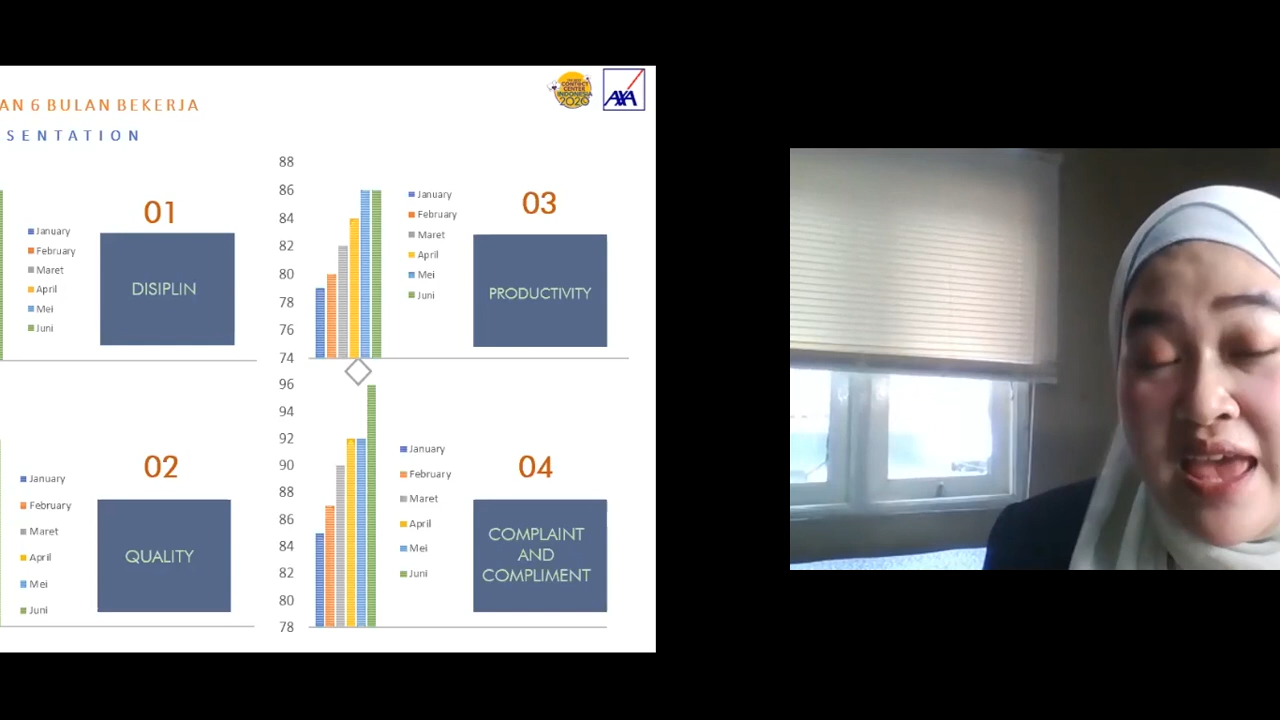 AN 6 BULAN BEKERJA
SENTATION
THE BEST
CONTACT
CENTER
INDONESIA
2020
AXA
01
January
February
Maret
April
Mei
Juni
DISIPLIN
88
86
84
82
80
78
76
74
January
February
Maret
April
Mei
Juni
03
PRODUCTIVITY
02
January
February
Maret
April
Mei
Juni
QUALITY
96
94
92
90
88
86
84
82
80
78
January
February
Maret
April
Mei
Juni
04
COMPLAINT
AND
COMPLIMENT